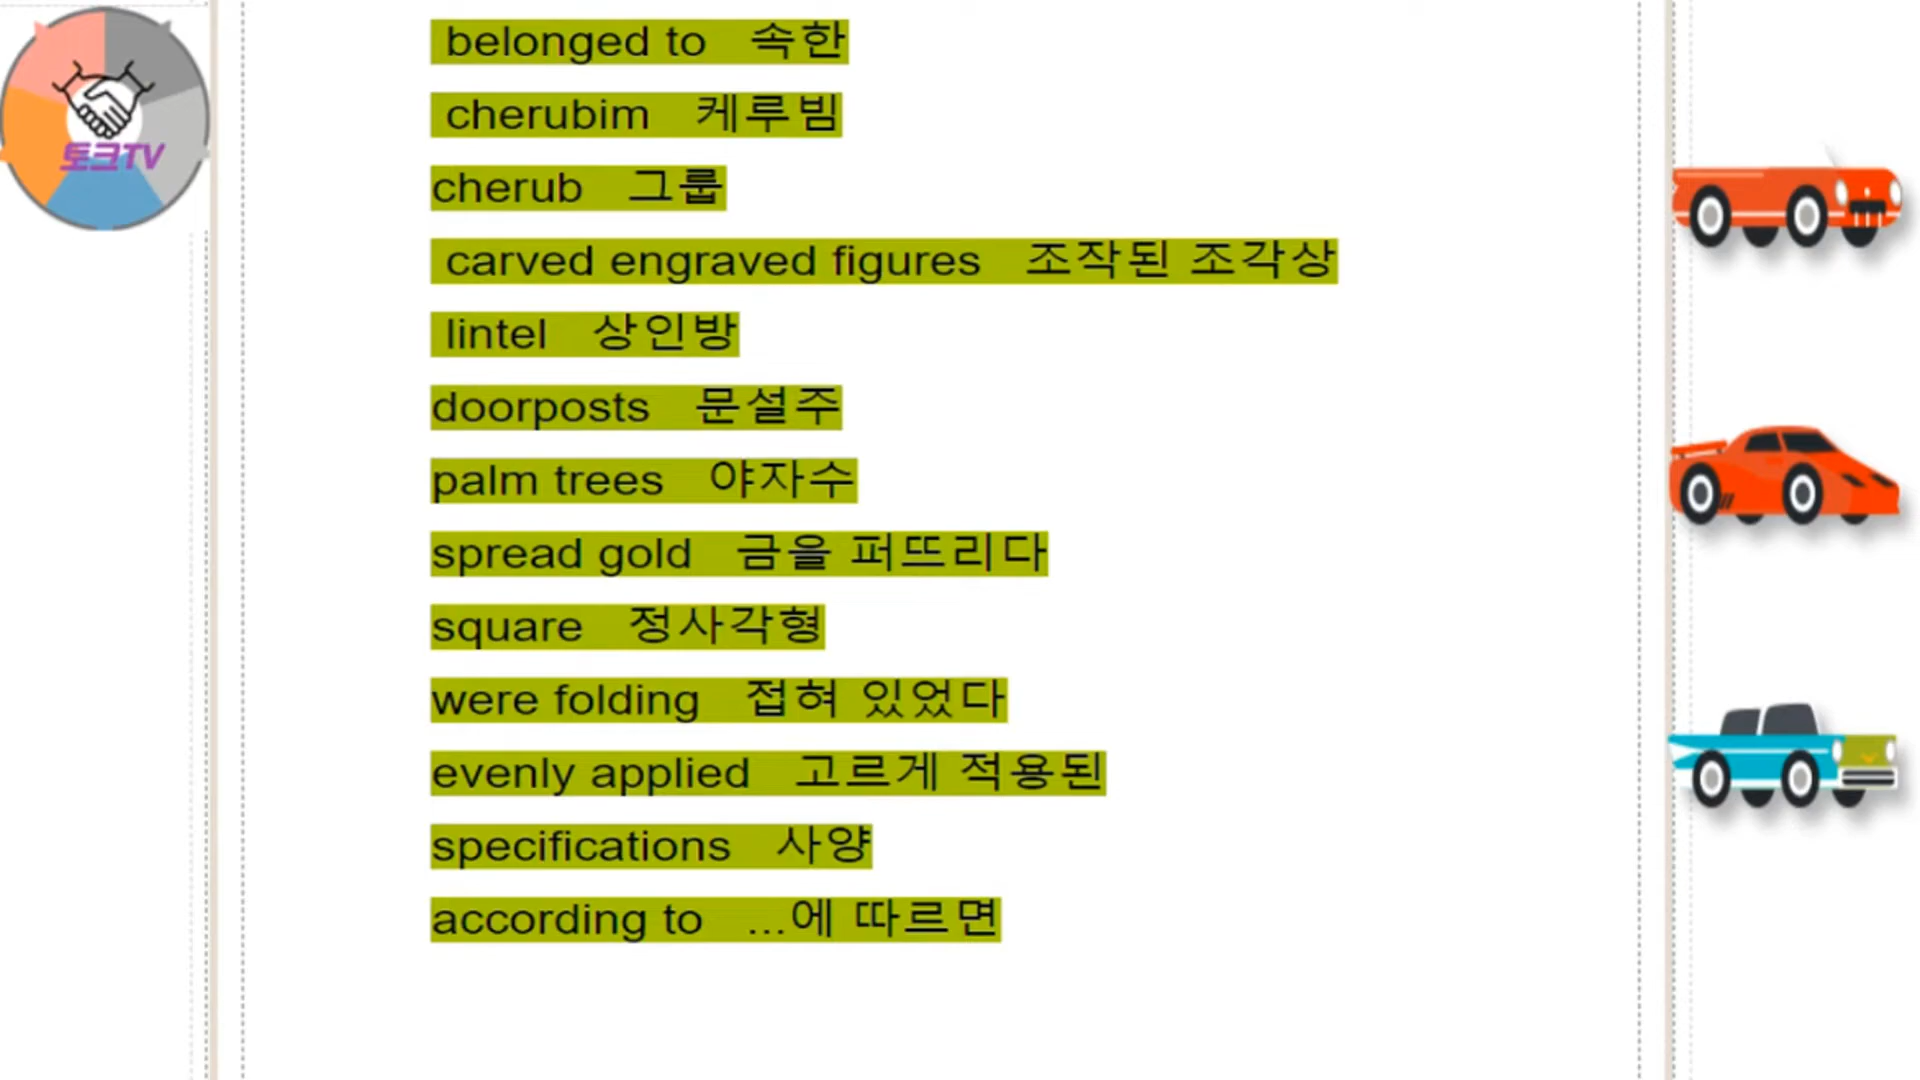 belonged to 속한
cherubim 케루빔
cherub 그룹
carved engraved figures 조작된 조각상
lintel 상인방
doorposts 문설주
palm trees 야자수
spread gold 금을 퍼뜨리다
square 정사각형
were folding 접혀 있었다
evenly applied 고르게 적용된
specifications 사양
according to ...에 따르면
토크TV